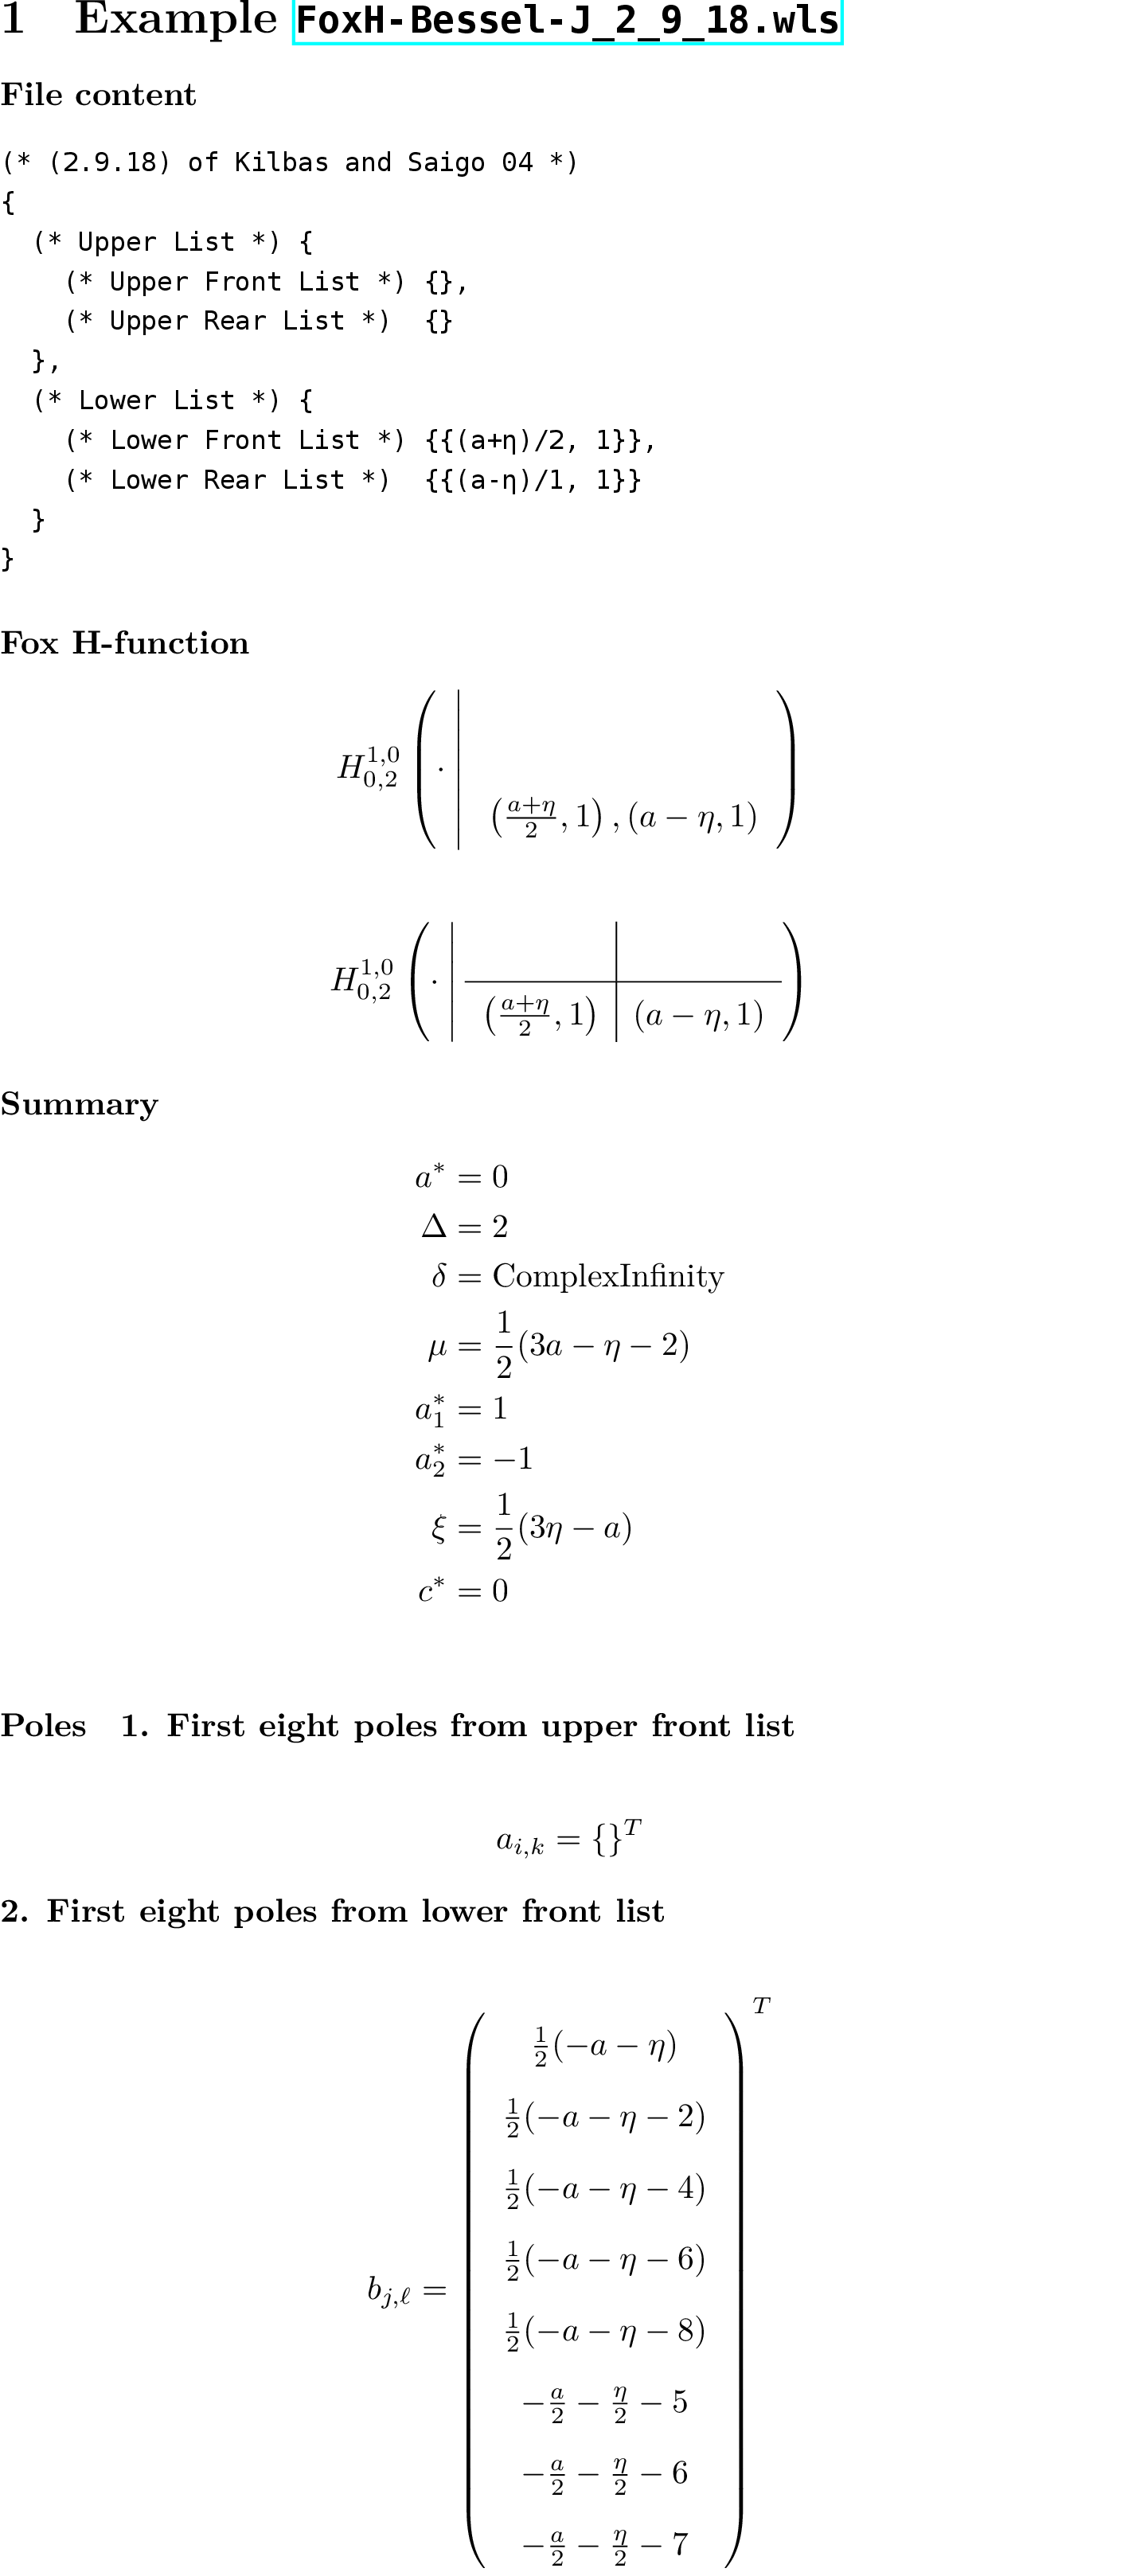 1 Example FoxH-Bessel-J_2_9_18.wls
File content
(* (2.9.18) of Kilbas and Saigo 04 *)
{
  (* Upper List *) {
    (* Upper Front List *) {},
    (* Upper Rear List *)  {}
  },
  (* Lower List *) {
    (* Lower Front List *) {{(a+η)/2, 1}},
    (* Lower Rear List *)  {{(a-η)/1, 1}}
  }
}
Fox H-function
$H_{0,2}^{1,0} \left( \cdot \middle| \left( \frac{a+\eta}{2}, 1 \right), (a-\eta, 1) \right)$
$H_{0,2}^{1,0} \left( \cdot \middle| \begin{array}{c|c} & \\ \hline \left( \frac{a+\eta}{2}, 1 \right) & (a-\eta, 1) \end{array} \right)$
Summary
$a^* = 0$
$\Delta = 2$
$\delta = \text{ComplexInfinity}$
$\mu = \frac{1}{2}(3a - \eta - 2)$
$a_1^* = 1$
$a_2^* = -1$
$\xi = \frac{1}{2}(3\eta - a)$
$c^* = 0$
Poles 1. First eight poles from upper front list
$a_{i,k} = \{\}^T$
2. First eight poles from lower front list
$b_{j,\ell} = \left( \begin{array}{c} \frac{1}{2}(-a - \eta) \\ \frac{1}{2}(-a - \eta - 2) \\ \frac{1}{2}(-a - \eta - 4) \\ \frac{1}{2}(-a - \eta - 6) \\ \frac{1}{2}(-a - \eta - 8) \\ -\frac{a}{2} - \frac{\eta}{2} - 5 \\ -\frac{a}{2} - \frac{\eta}{2} - 6 \\ -\frac{a}{2} - \frac{\eta}{2} - 7 \end{array} \right)^T$